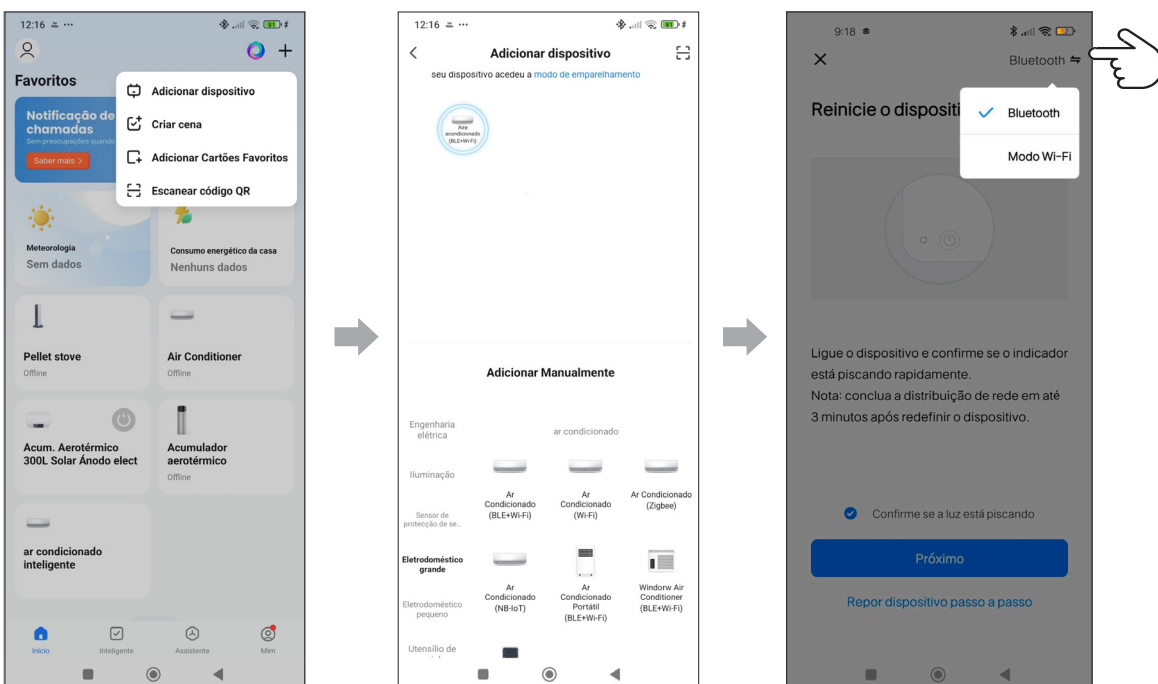 12:16
Favoritos
Notificação de
chamadas
Sem preocupações quando
Saber mais >
Adicionar dispositivo
Criar cena
Adicionar Cartões Favoritos
Escanear código QR
Meteorologia
Sem dados
Consumo energético da casa
Nenhuns dados
Pellet stove
Offline
Air Conditioner
Offline
Acum. Aerotérmico
300L Solar Ánodo elect
Acumulador
aerotérmico
Offline
ar condicionado
inteligente
Início
Inteligente
Assistente
Mim
12:16
Adicionar dispositivo
seu dispositivo acedeu a modo de emparelhamento
Aire
acondicionado
(BLE+Wi-Fi)
Adicionar Manualmente
Engenharia
elétrica
Iluminação
Sensor de
protecção de se...
Eletrodoméstico
grande
Eletrodoméstico
pequeno
Utensílio de
ar condicionado
Ar
Condicionado
(BLE+Wi-Fi)
Ar
Condicionado
(Wi-Fi)
Ar Condicionado
(Zigbee)
Ar
Condicionado
(NB-IoT)
Ar
Condicionado
Portátil
(BLE+Wi-Fi)
Windorw Air
Conditioner
(BLE+Wi-Fi)
9:18
Bluetooth
Reinicie o dispositi
Bluetooth
Modo Wi-Fi
Ligue o dispositivo e confirme se o indicador
está piscando rapidamente.
Nota: conclua a distribuição de rede em até
3 minutos após redefinir o dispositivo.
Confirme se a luz está piscando
Próximo
Repor dispositivo passo a passo